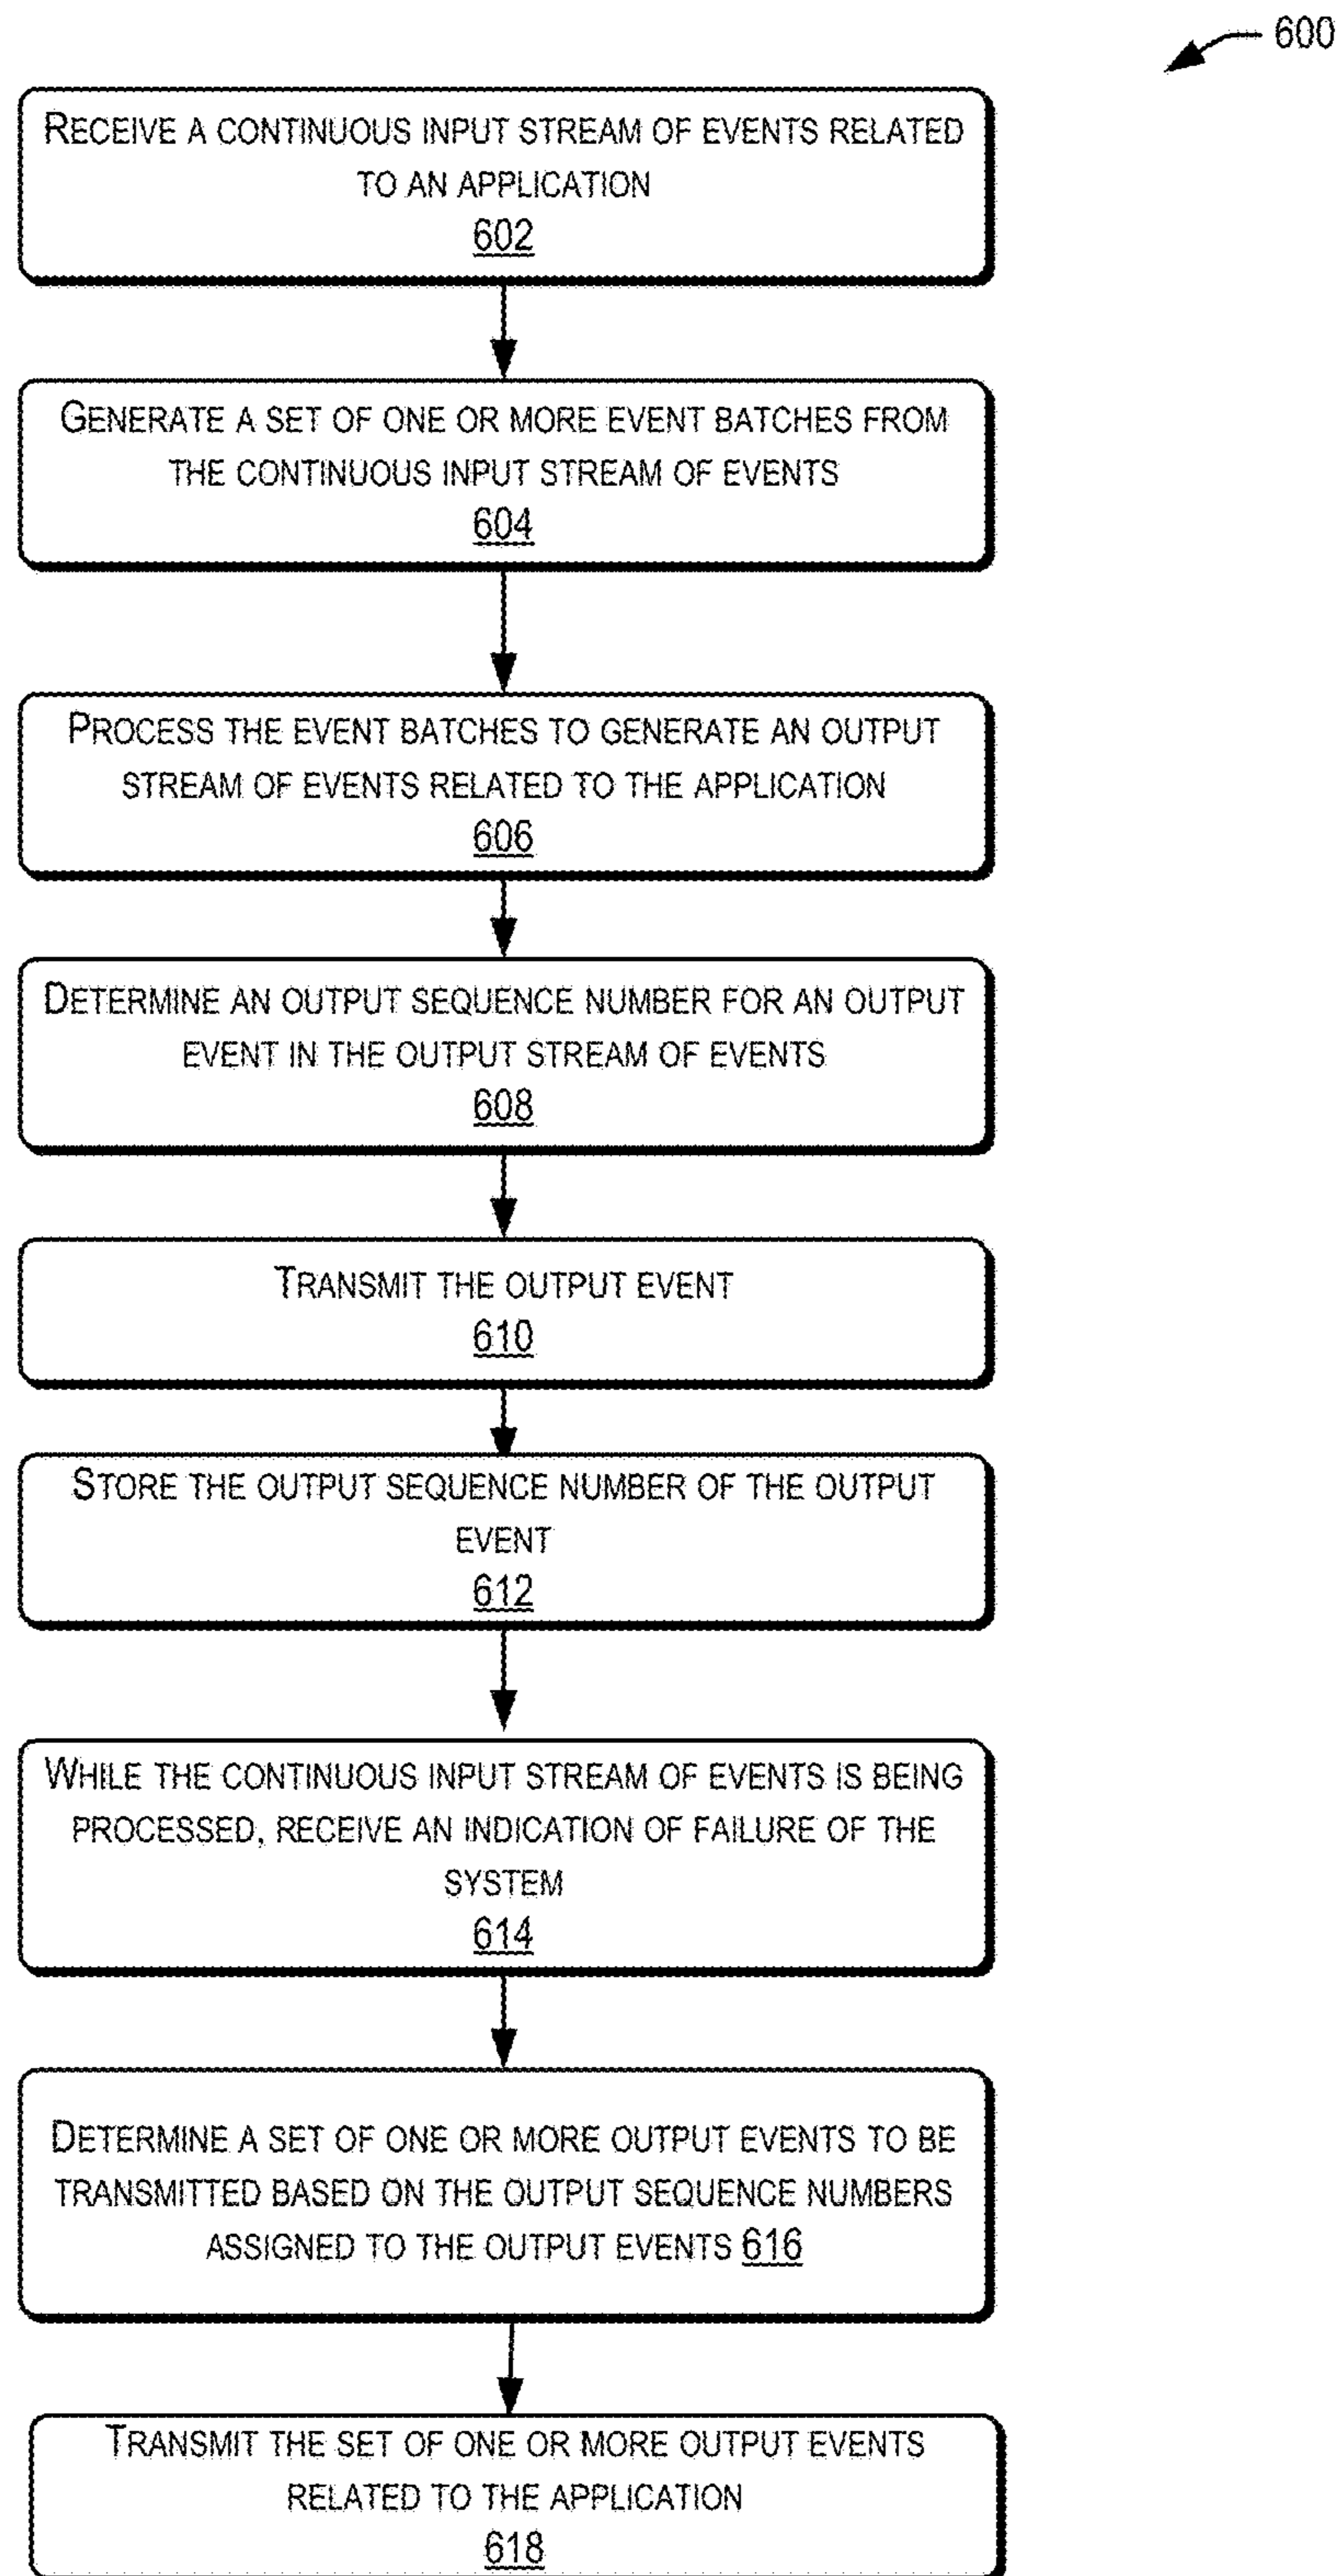 600
RECEIVE A CONTINUOUS INPUT STREAM OF EVENTS RELATED
TO AN APPLICATION
602
GENERATE A SET OF ONE OR MORE EVENT BATCHES FROM
THE CONTINUOUS INPUT STREAM OF EVENTS
604
PROCESS THE EVENT BATCHES TO GENERATE AN OUTPUT
STREAM OF EVENTS RELATED TO THE APPLICATION
606
DETERMINE AN OUTPUT SEQUENCE NUMBER FOR AN OUTPUT
EVENT IN THE OUTPUT STREAM OF EVENTS
608
TRANSMIT THE OUTPUT EVENT
610
STORE THE OUTPUT SEQUENCE NUMBER OF THE OUTPUT
EVENT
612
WHILE THE CONTINUOUS INPUT STREAM OF EVENTS IS BEING
PROCESSED, RECEIVE AN INDICATION OF FAILURE OF THE
SYSTEM
614
DETERMINE A SET OF ONE OR MORE OUTPUT EVENTS TO BE
TRANSMITTED BASED ON THE OUTPUT SEQUENCE NUMBERS
ASSIGNED TO THE OUTPUT EVENTS 616
TRANSMIT THE SET OF ONE OR MORE OUTPUT EVENTS
RELATED TO THE APPLICATION
618